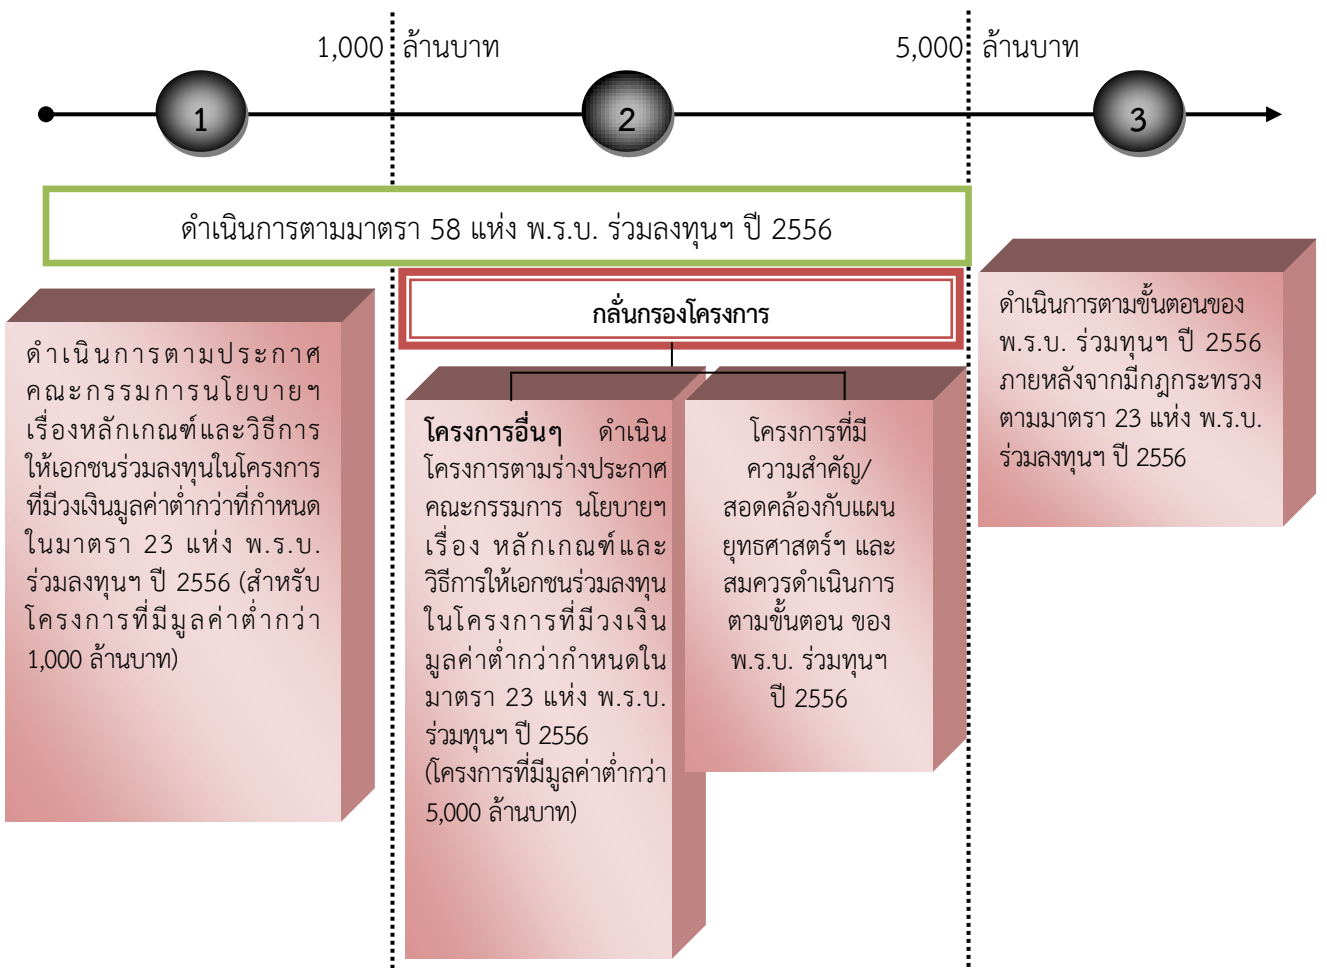 1,000 ล้านบาท
5,000 ล้านบาท
1
2
3
ดำเนินการตามมาตรา 58 แห่ง พ.ร.บ. ร่วมลงทุนฯ ปี 2556
กลั่นกรองโครงการ
ดำเนินการตามประกาศ
คณะกรรมการนโยบายฯ
เรื่องหลักเกณฑ์และวิธีการ
ให้เอกชนร่วมลงทุนในโครงการ
ที่มีวงเงินมูลค่าต่ำกว่าที่กำหนด
ในมาตรา 23 แห่ง พ.ร.บ.
ร่วมลงทุนฯ ปี 2556 (สำหรับ
โครงการที่มีมูลค่าต่ำกว่า
1,000 ล้านบาท)
โครงการอื่นๆ ดำเนิน
โครงการตามร่างประกาศ
คณะกรรมการ นโยบายฯ
เรื่อง หลักเกณฑ์และ
วิธีการให้เอกชนร่วมลงทุน
ในโครงการที่มีวงเงิน
มูลค่าต่ำกว่ากำหนดใน
มาตรา 23 แห่ง พ.ร.บ.
ร่วมทุนฯ ปี 2556
(โครงการที่มีมูลค่าต่ำกว่า
5,000 ล้านบาท)
โครงการที่มี
ความสำคัญ/
สอดคล้องกับแผน
ยุทธศาสตร์ฯ และ
สมควรดำเนินการ
ตามขั้นตอน ของ
พ.ร.บ. ร่วมทุนฯ
ปี 2556
ดำเนินการตามขั้นตอนของ
พ.ร.บ. ร่วมทุนฯ ปี 2556
ภายหลังจากมีกฎกระทรวง
ตามมาตรา 23 แห่ง พ.ร.บ.
ร่วมลงทุนฯ ปี 2556